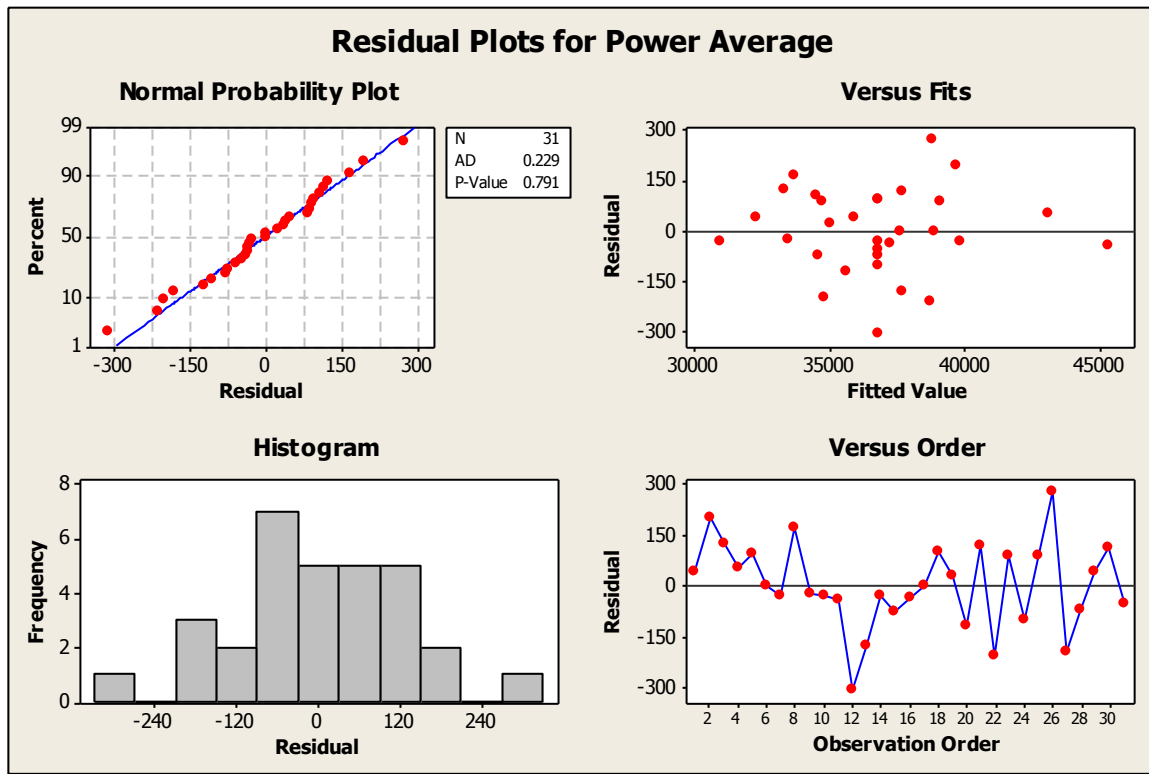 Residual Plots for Power Average
Normal Probability Plot
99
90
50
10
1
Percent
-300 -150 0 150 300
Residual
N 31
AD 0.229
P-Value 0.791
Versus Fits
300
150
0
-150
-300
Residual
30000 35000 40000 45000
Fitted Value
Histogram
8
6
4
2
0
Frequency
-240 -120 0 120 240
Residual
Versus Order
300
150
0
-150
-300
Residual
2 4 6 8 10 12 14 16 18 20 22 24 26 28 30
Observation Order